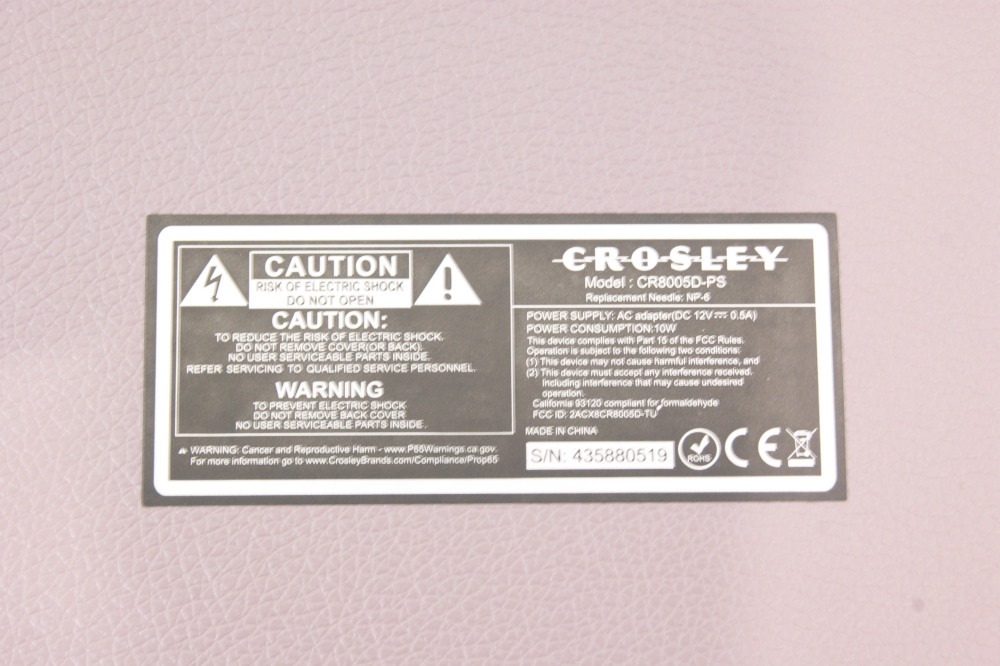 CAUTION
RISK OF ELECTRIC SHOCK
DO NOT OPEN
CAUTION:
TO REDUCE THE RISK OF ELECTRIC SHOCK.
DO NOT REMOVE COVER(OR BACK).
NO USER SERVICEABLE PARTS INSIDE.
REFER SERVICING TO QUALIFIED SERVICE PERSONNEL.
WARNING
TO PREVENT ELECTRIC SHOCK
DO NOT REMOVE BACK COVER
NO USER SERVICEABLE PARTS INSIDE.
WARNING: Cancer and Reproductive Harm - www.P65Warnings.ca.gov.
For more information go to www.CrosleyBrands.com/Compliance/Prop65
CROSLEY
Model : CR8005D-PS
Replacement Needle: NP-6
POWER SUPPLY: AC adapter(DC 12V⎓ 0.5A)
POWER CONSUMPTION:10W
This device complies with Part 15 of the FCC Rules.
Operation is subject to the following two conditions:
(1) This device may not cause harmful interference, and
(2) This device must accept any interference received.
Including interference that may cause undesired
operation.
California 93120 compliant for formaldehyde
FCC ID: 2ACX8CR8005D-TU
MADE IN CHINA
S/N: 435880519
ROHS
CE